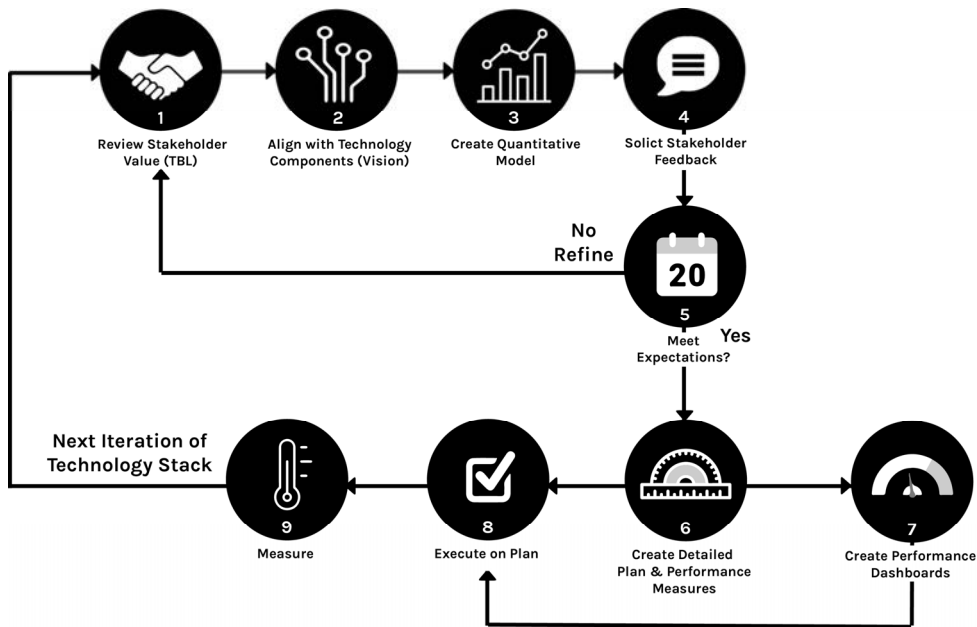 1
Review Stakeholder
Value (TBL)
2
Align with Technology
Components (Vision)
3
Create Quantitative
Model
4
Solict Stakeholder
Feedback
No
Refine
20
5
Meet
Expectations?
Yes
6
Create Detailed
Plan & Performance
Measures
7
Create Performance
Dashboards
8
Execute on Plan
9
Measure
Next Iteration of
Technology Stack